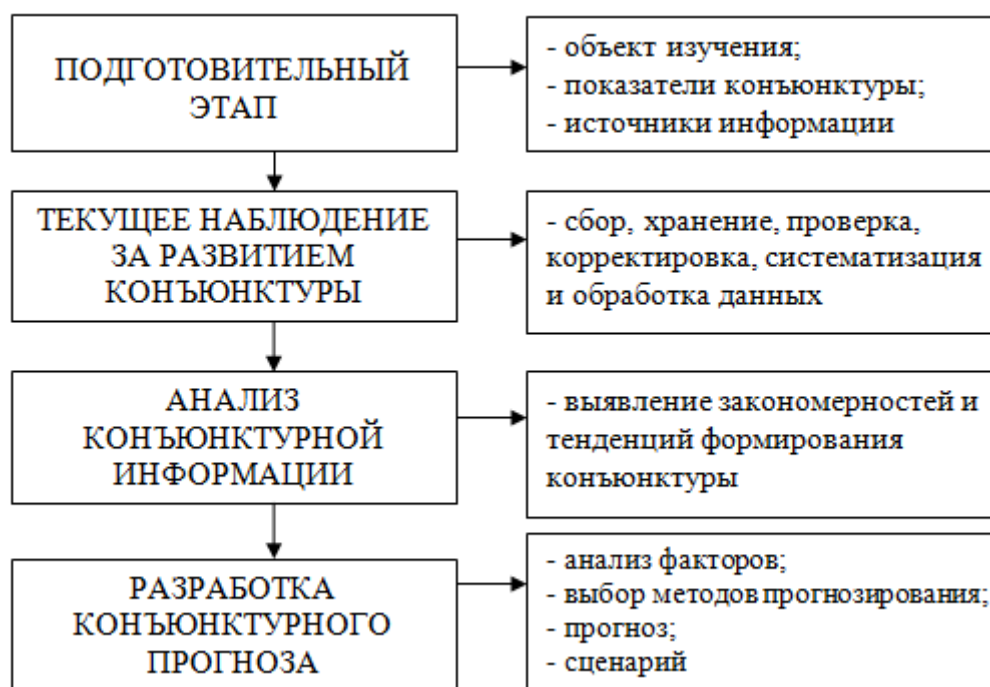 ПОДГОТОВИТЕЛЬНЫЙ
ЭТАП
- объект изучения;
- показатели конъюнктуры;
- источники информации
ТЕКУЩЕЕ НАБЛЮДЕНИЕ
ЗА РАЗВИТИЕМ
КОНЪЮНКТУРЫ
- сбор, хранение, проверка,
корректировка, систематизация
и обработка данных
АНАЛИЗ
КОНЪЮНКТУРНОЙ
ИНФОРМАЦИИ
- выявление закономерностей и
тенденций формирования
конъюнктуры
РАЗРАБОТКА
КОНЪЮНКТУРНОГО
ПРОГНОЗА
- анализ факторов;
- выбор методов прогнозирования;
- прогноз;
- сценарий